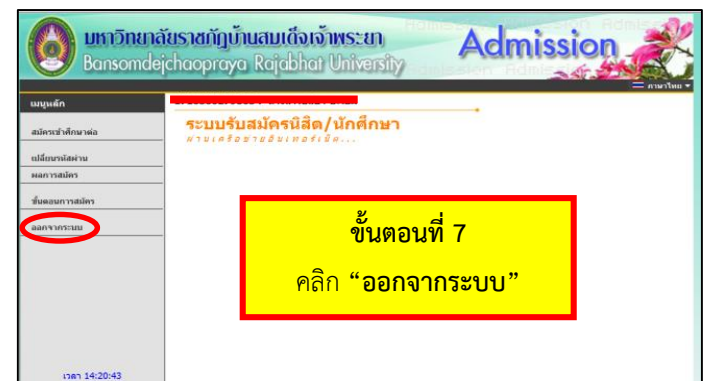 มหาวิทยาลัยราชภัฏบ้านสมเด็จเจ้าพระยา
Bansomdejchaopraya Rajabhat University
Admission
ภาษาไทย
เมนูหลัก
สมัครเข้าศึกษาต่อ
เปลี่ยนรหัสผ่าน
ผลการสมัคร
ขั้นตอนการสมัคร
ออกจากระบบ
ระบบรับสมัครนิสิต/นักศึกษา
ผ่านเครือข่ายอินเทอร์เน็ต...
ขั้นตอนที่ 7
คลิก “ออกจากระบบ”
เวลา 14:20:43